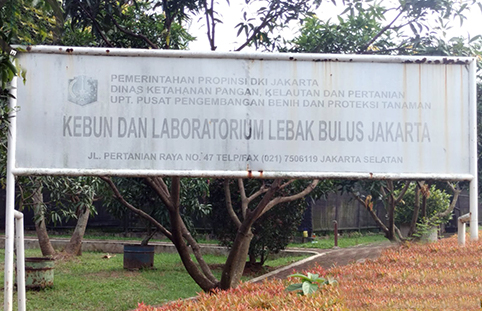 PEMERINTAHAN PROPINSI DKI JAKARTA
DINAS KETAHANAN PANGAN, KELAUTAN DAN PERTANIAN
UPT. PUSAT PENGEMBANGAN BENIH DAN PROTEKSI TANAMAN
KEBUN DAN LABORATORIUM LEBAK BULUS JAKARTA
JL. PERTANIAN RAYA NO. 47 TELP/FAX (021) 7506119 JAKARTA SELATAN